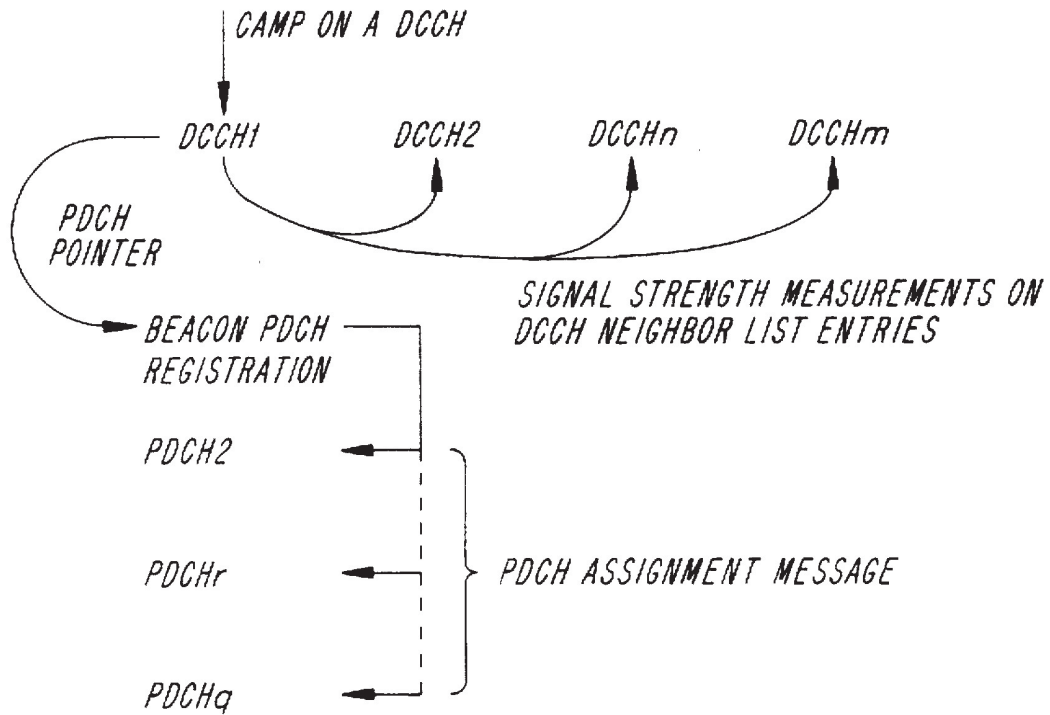 CAMP ON A DCCH
DCCH1 DCCH2 DCCHn DCCHm
PDCH
POINTER
SIGNAL STRENGTH MEASUREMENTS ON
DCCH NEIGHBOR LIST ENTRIES
BEACON PDCH
REGISTRATION
PDCH2
PDCHr
PDCH ASSIGNMENT MESSAGE
PDCHq